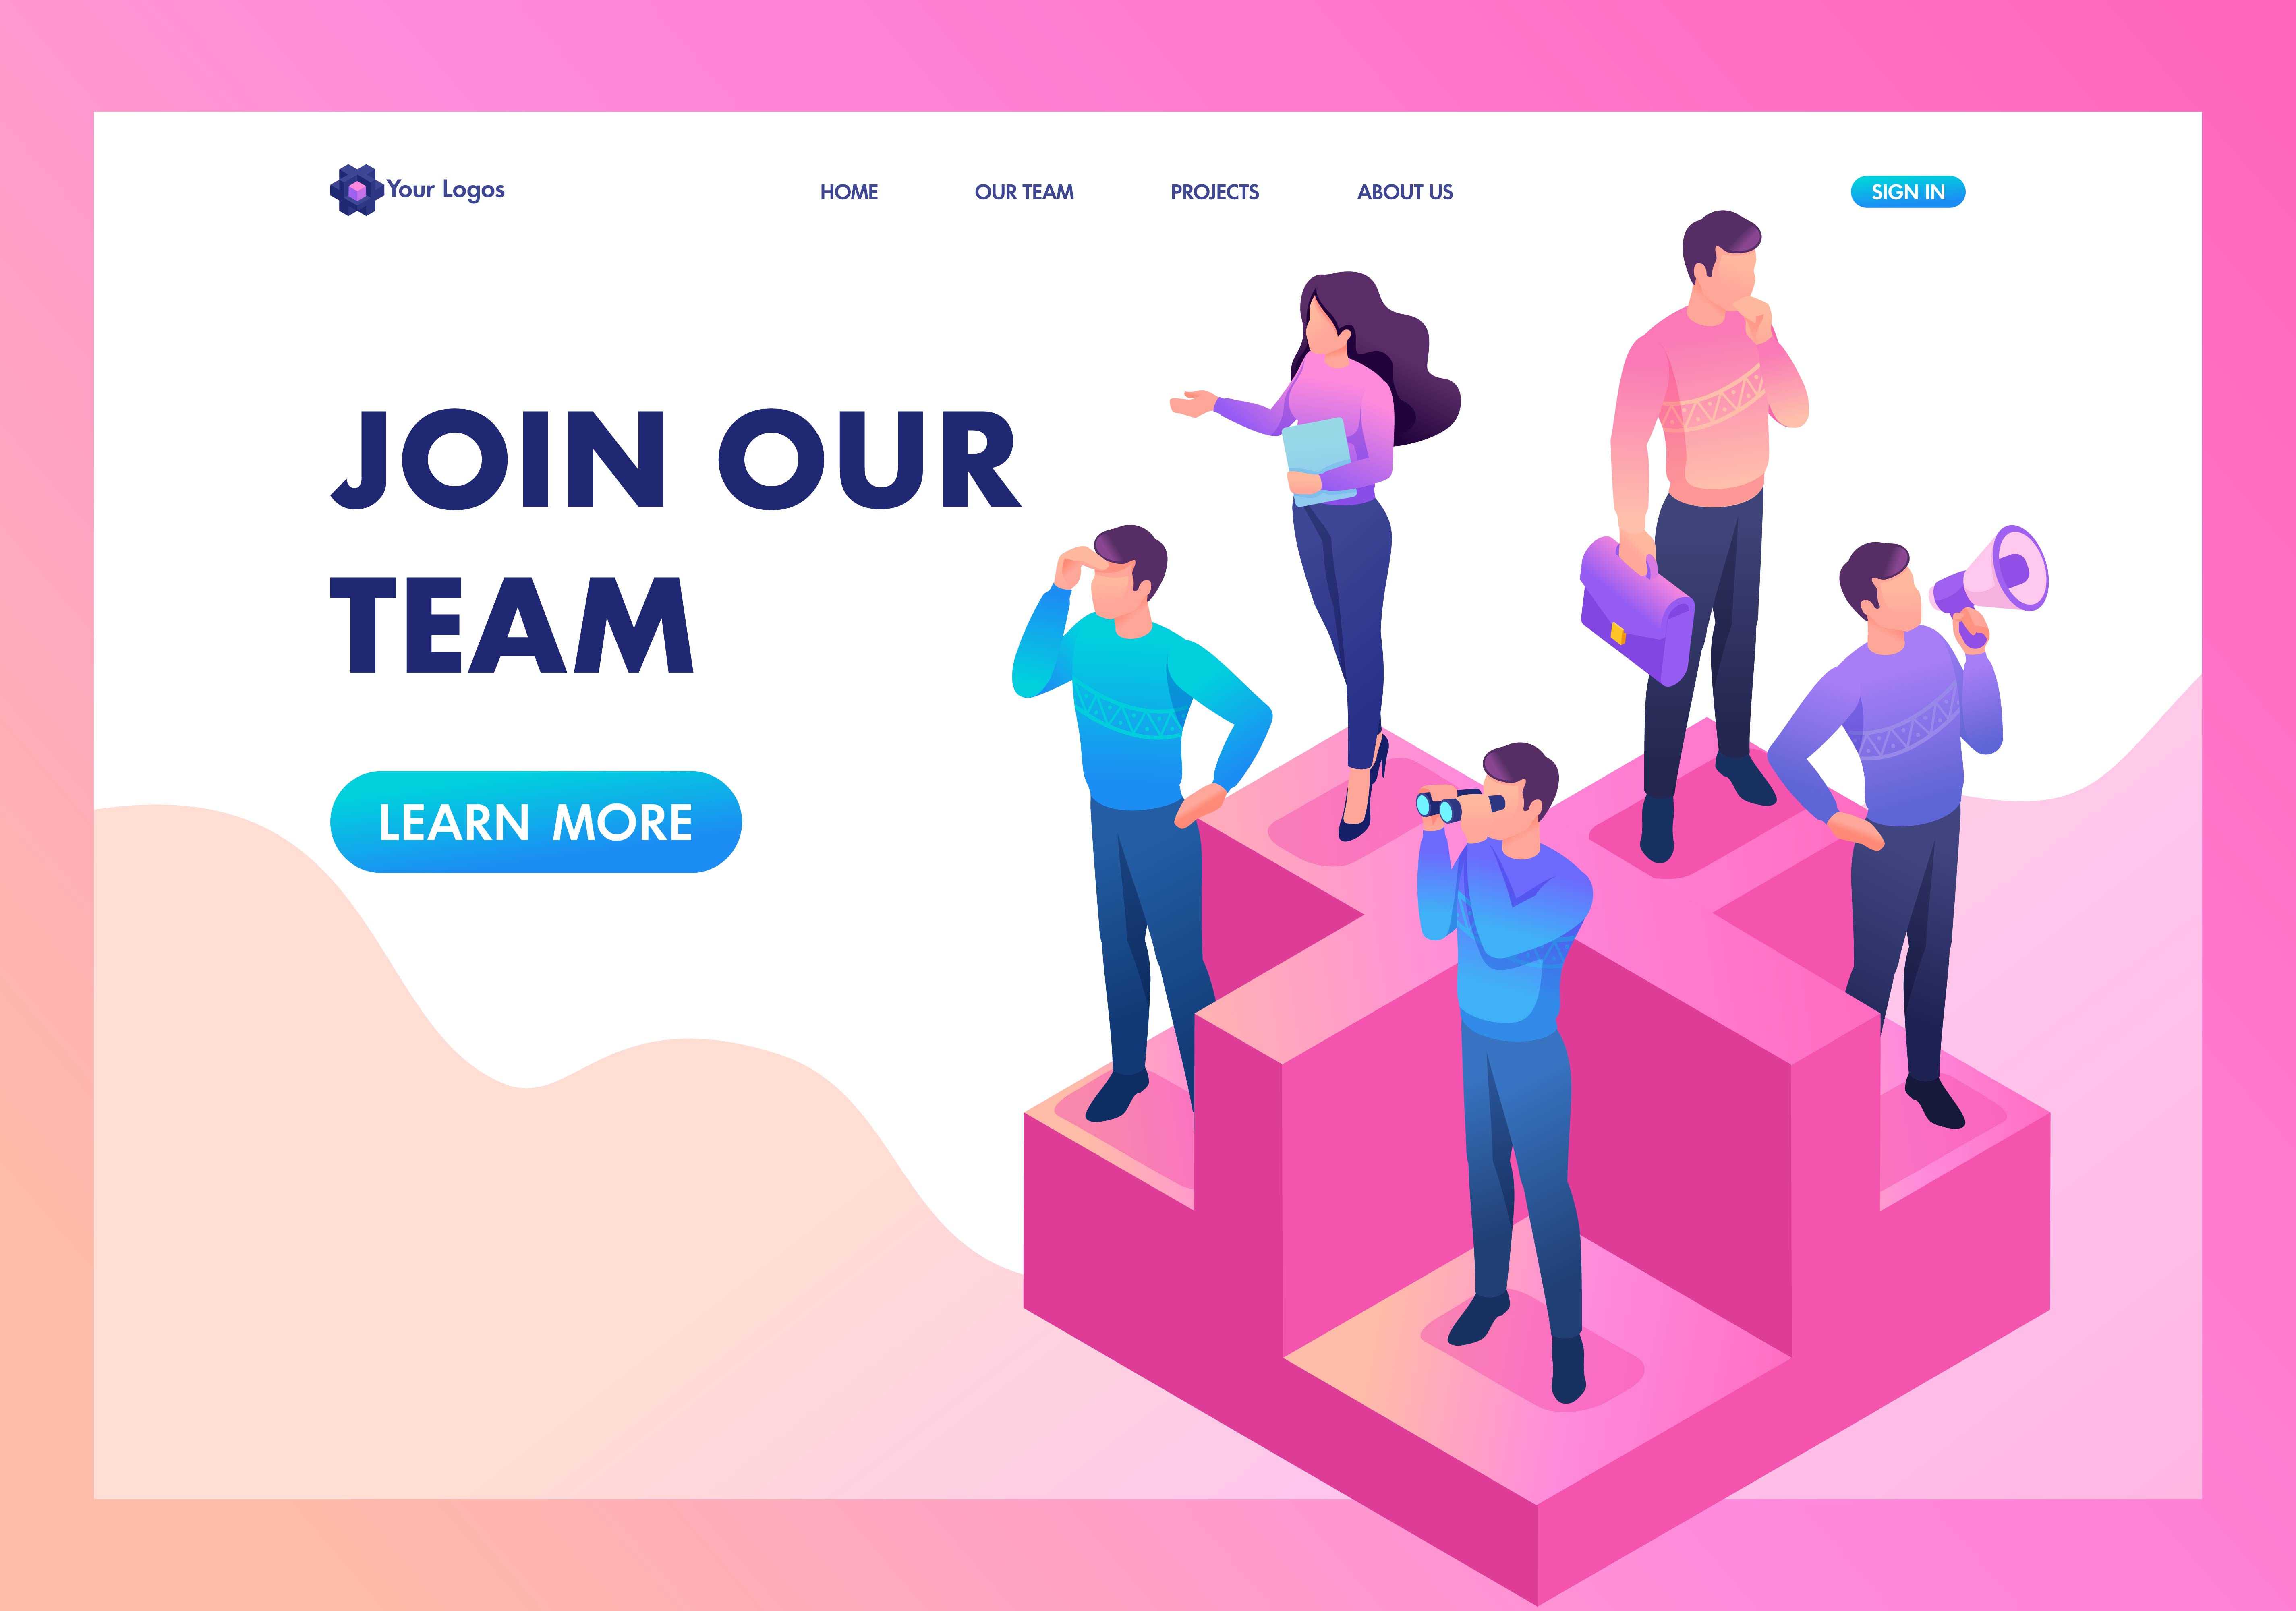 Your Logos
HOME
OUR TEAM
PROJECTS
ABOUT US
SIGN IN
JOIN OUR
TEAM
LEARN MORE